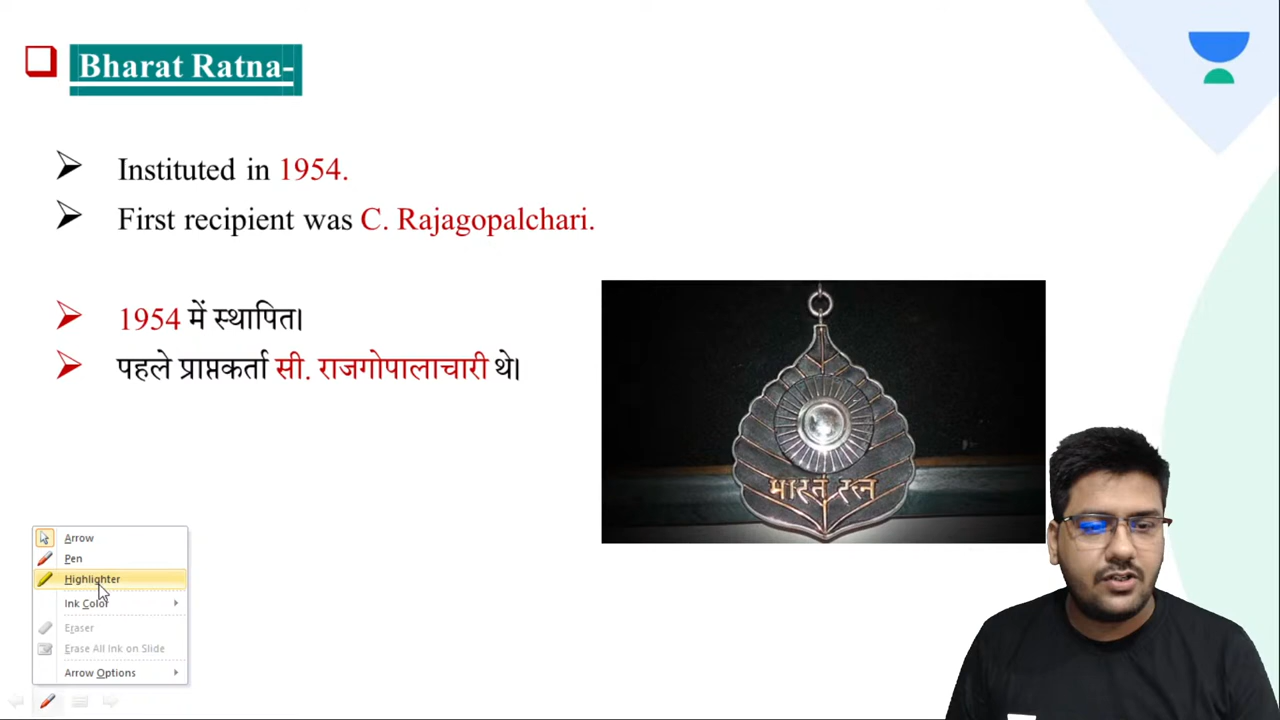 Bharat Ratna-
Instituted in 1954.
First recipient was C. Rajagopalchari.
1954 में स्थापित।
पहले प्राप्तकर्ता सी. राजगोपालाचारी थे।
भारत रत्न
Arrow
Pen
Highlighter
Ink Color
Eraser
Erase All Ink on Slide
Arrow Options